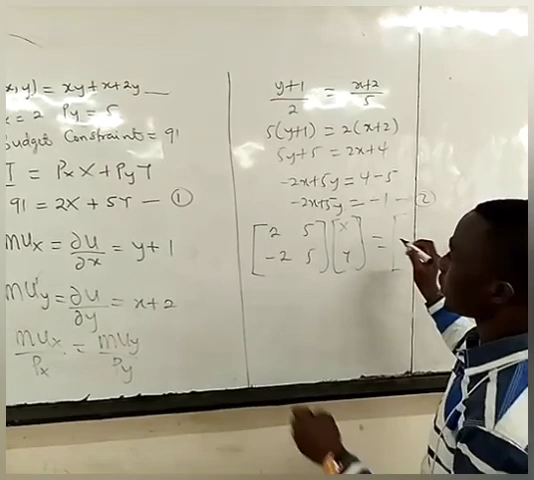 x,y) = xy + x + 2y
x = 2 Py = 5
Budget Constraint = 91
I = PxX + PyY
91 = 2X + 5Y — ①
MUx = ∂U/∂x = y + 1
MUy = ∂U/∂y = x + 2
MUx/Px = MUy/Py
y+1/2 = x+2/5
5(y+1) = 2(x+2)
5y+5 = 2x+4
-2x+5y = 4-5
-2x+5y = -1 — ②
[2 5
-2 5] [X
Y] = [